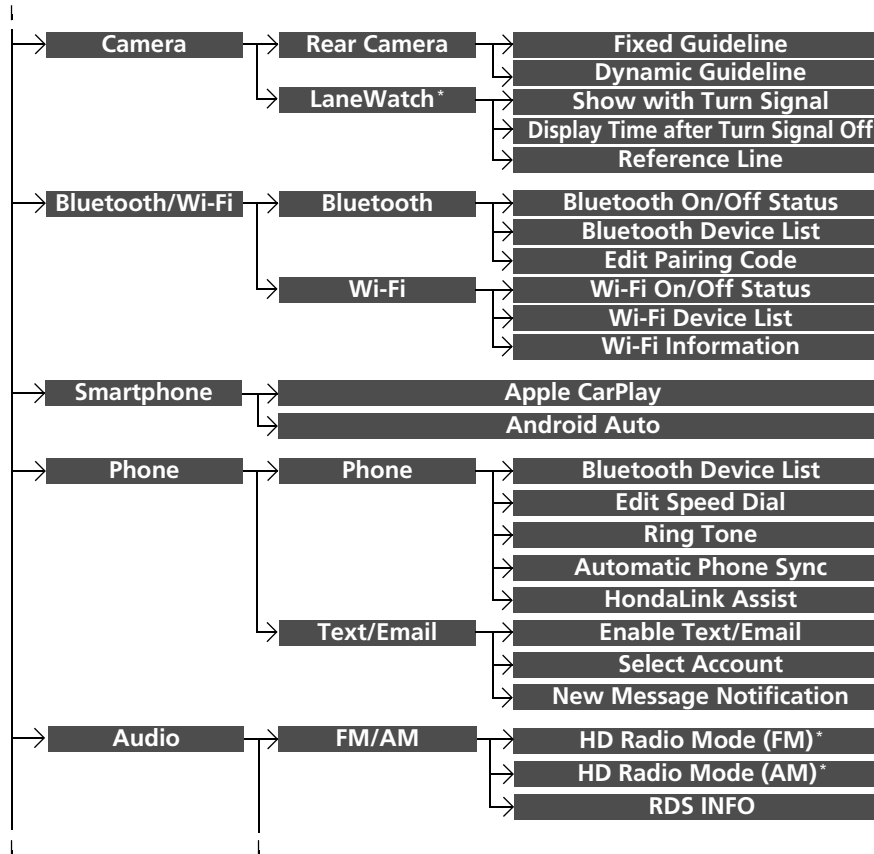 Camera
Rear Camera
Fixed Guideline
Dynamic Guideline
LaneWatch*
Show with Turn Signal
Display Time after Turn Signal Off
Reference Line
Bluetooth/Wi-Fi
Bluetooth
Bluetooth On/Off Status
Bluetooth Device List
Edit Pairing Code
Wi-Fi
Wi-Fi On/Off Status
Wi-Fi Device List
Wi-Fi Information
Smartphone
Apple CarPlay
Android Auto
Phone
Phone
Bluetooth Device List
Edit Speed Dial
Ring Tone
Automatic Phone Sync
HondaLink Assist
Text/Email
Enable Text/Email
Select Account
New Message Notification
Audio
FM/AM
HD Radio Mode (FM)*
HD Radio Mode (AM)*
RDS INFO